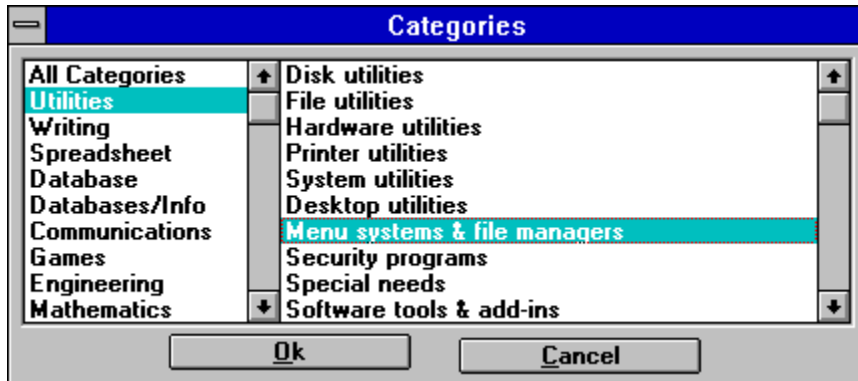 Categories
All Categories
Utilities
Writing
Spreadsheet
Database
Databases/Info
Communications
Games
Engineering
Mathematics
Disk utilities
File utilities
Hardware utilities
Printer utilities
System utilities
Desktop utilities
Menu systems & file managers
Security programs
Special needs
Software tools & add-ins
Ok
Cancel